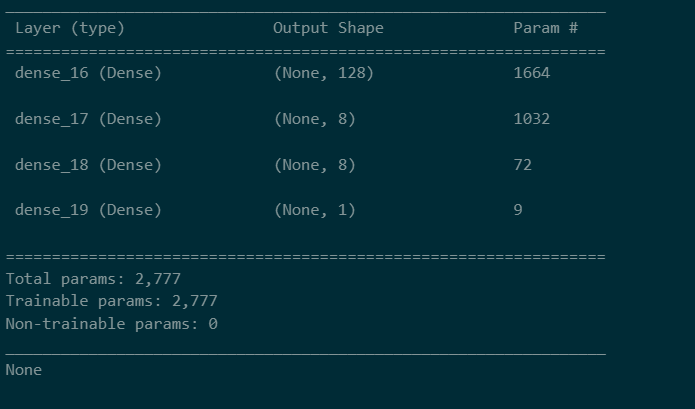 _________________________________________________________________
Layer (type)                Output Shape              Param #
=================================================================
dense_16 (Dense)            (None, 128)               1664
dense_17 (Dense)            (None, 8)                 1032
dense_18 (Dense)            (None, 8)                 72
dense_19 (Dense)            (None, 1)                 9
=================================================================
Total params: 2,777
Trainable params: 2,777
Non-trainable params: 0
_________________________________________________________________
None